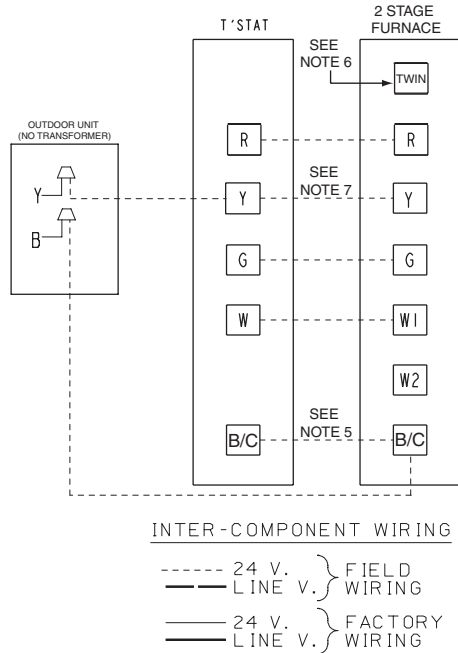 T'STAT
2 STAGE
FURNACE
SEE
NOTE 6
TWIN
OUTDOOR UNIT
(NO TRANSFORMER)
Y
B
R
R
SEE
NOTE 7
Y
Y
G
G
W
W1
W2
SEE
NOTE 5
B/C
B/C
INTER-COMPONENT WIRING
24 V.
LINE V.
FIELD
WIRING
24 V.
LINE V.
FACTORY
WIRING